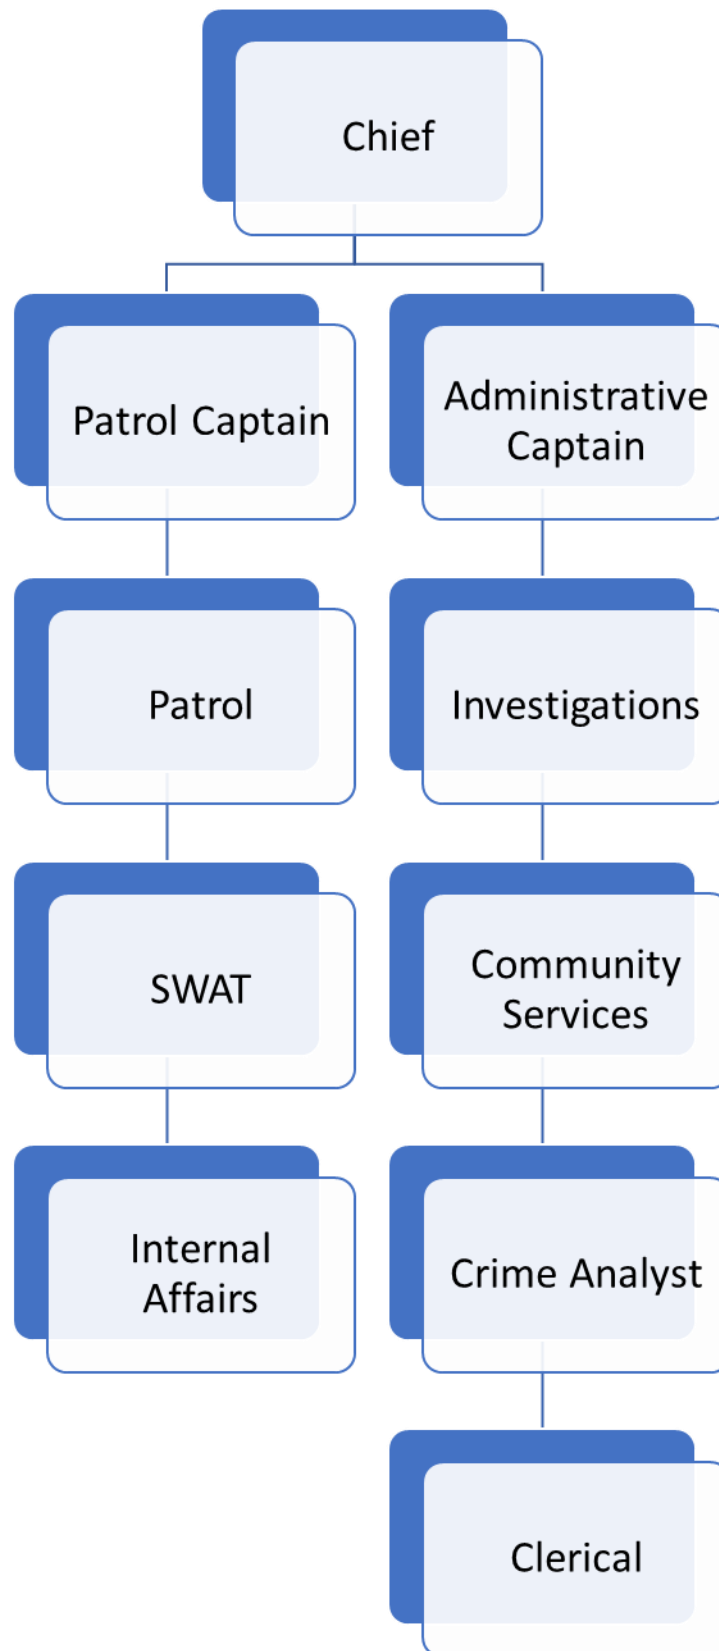 Chief
Patrol Captain
Administrative
Captain
Patrol
Investigations
SWAT
Community
Services
Internal
Affairs
Crime Analyst
Clerical